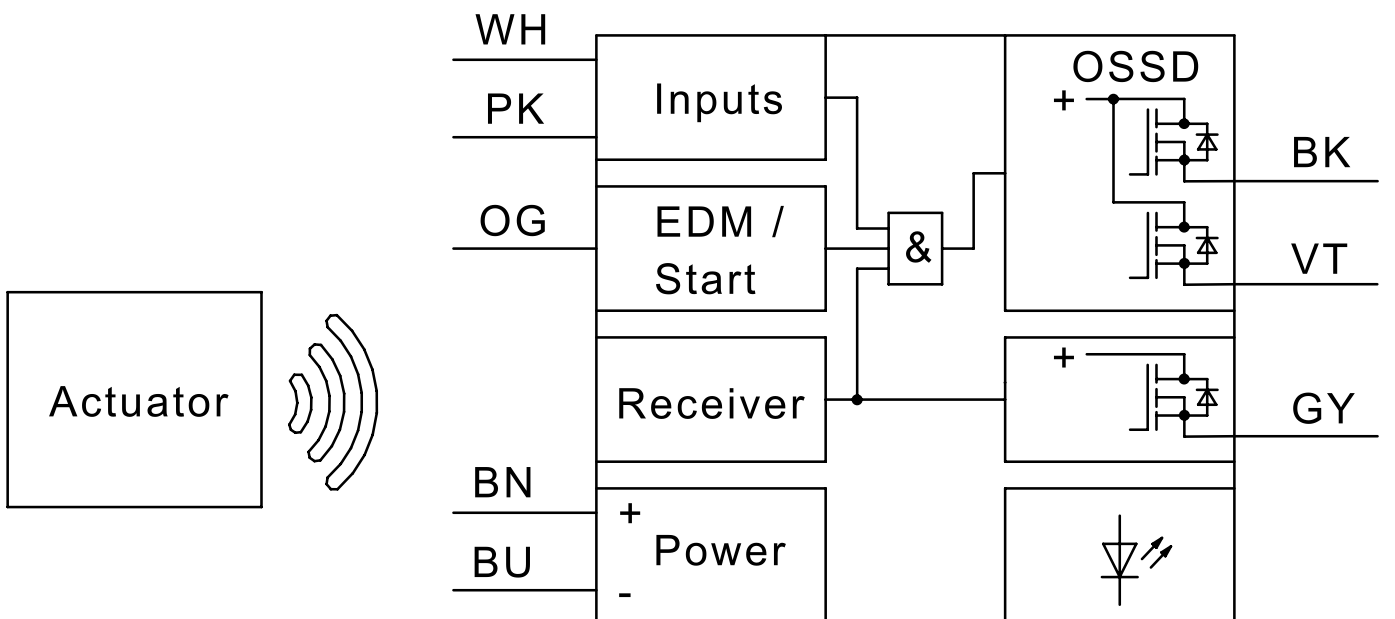 WH
Inputs
OSSD
+
PK
BK
OG
EDM /
Start
&
VT
Actuator
Receiver
+
GY
BN
+
Power
BU
-